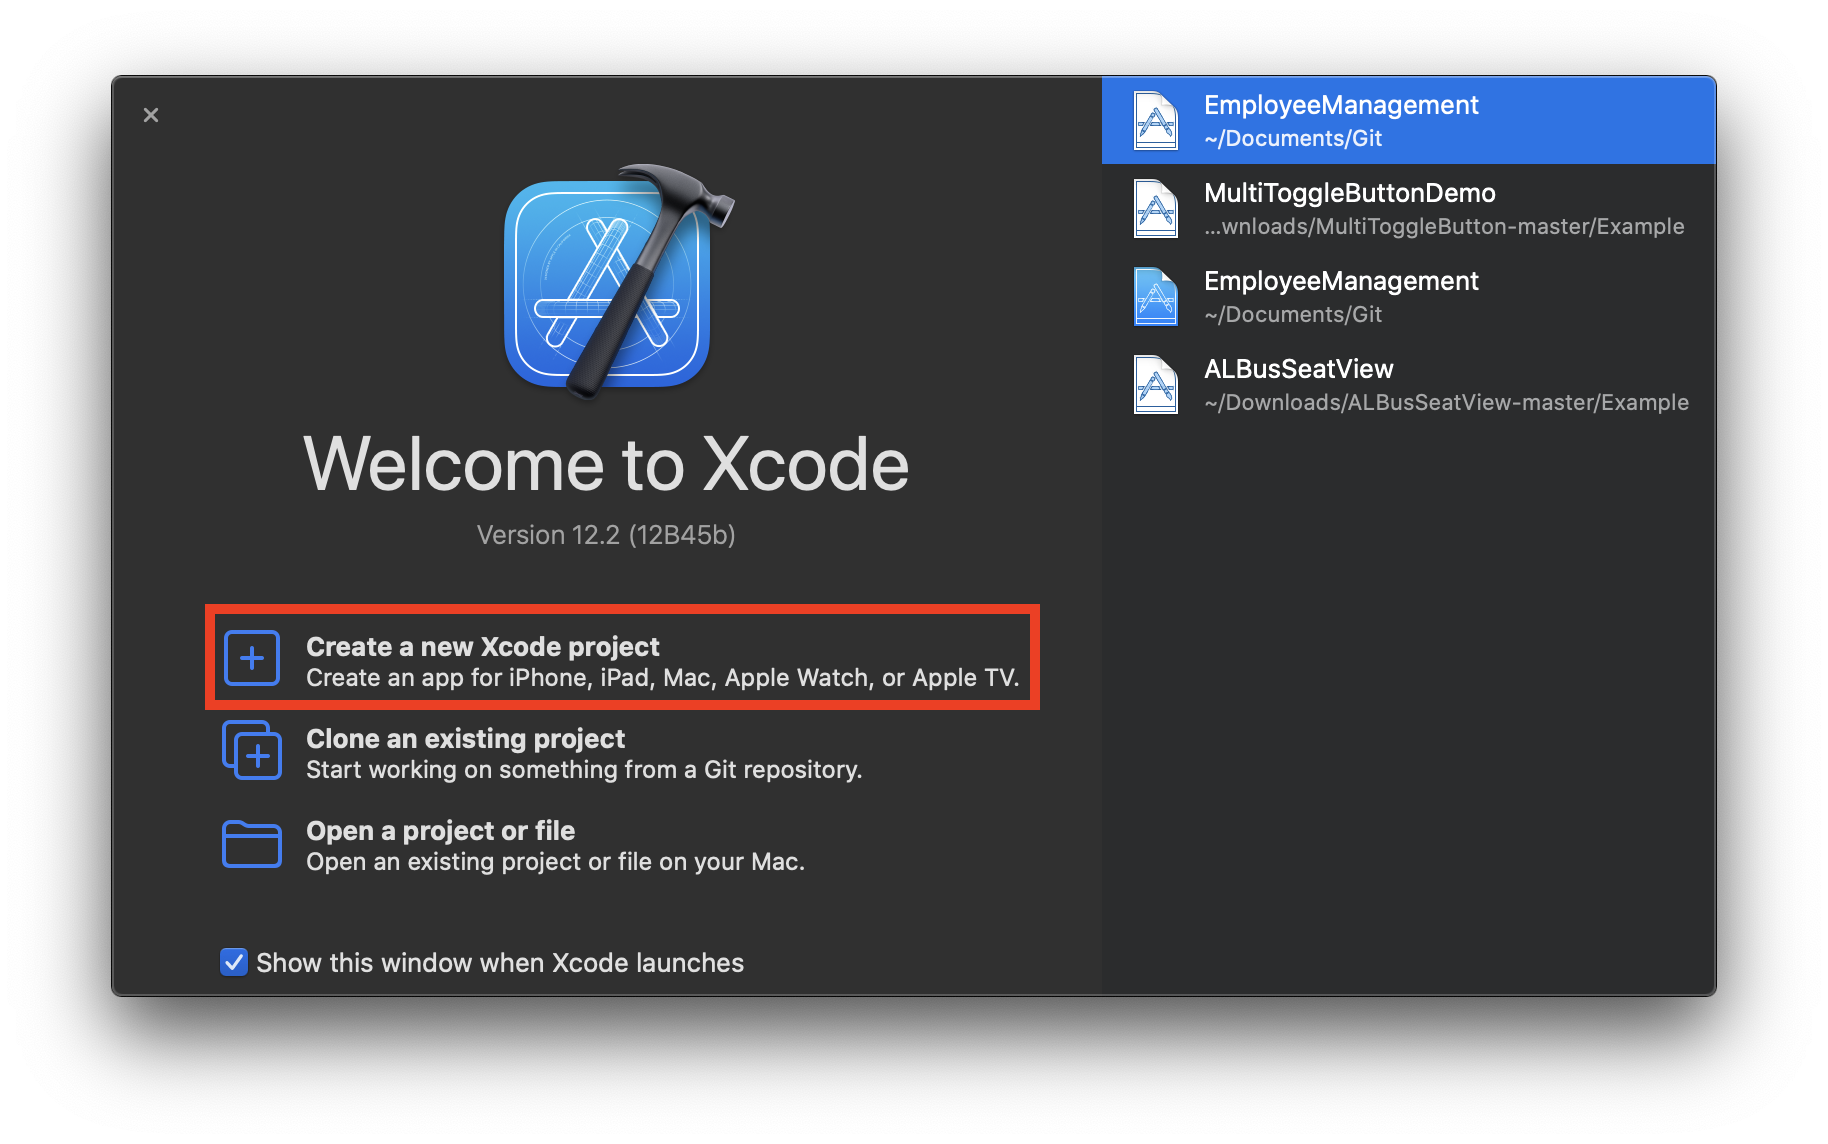 Welcome to Xcode
Version 12.2 (12B45b)
Create a new Xcode project
Create an app for iPhone, iPad, Mac, Apple Watch, or Apple TV.
Clone an existing project
Start working on something from a Git repository.
Open a project or file
Open an existing project or file on your Mac.
Show this window when Xcode launches
EmployeeManagement
~/Documents/Git
MultiToggleButtonDemo
...wnloads/MultiToggleButton-master/Example
EmployeeManagement
~/Documents/Git
ALBusSeatView
~/Downloads/ALBusSeatView-master/Example